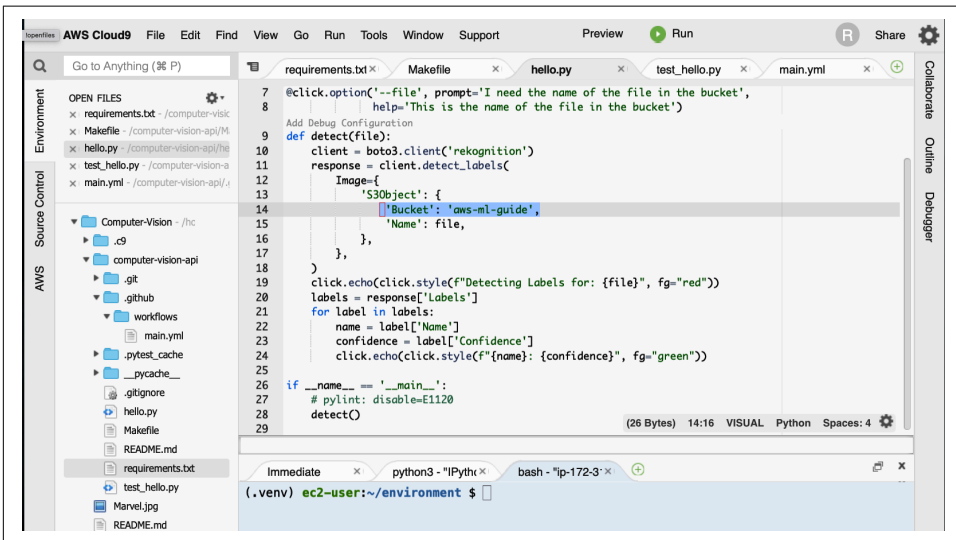 !openfiles
AWS Cloud9 File Edit Find View Go Run Tools Window Support Preview Run R Share
Go to Anything (⌘ P)
requirements.txt × Makefile × hello.py × test_hello.py × main.yml ×
Environment
Source Control
AWS
OPEN FILES
× requirements.txt - /computer-visic
× Makefile - /computer-vision-api/M
× hello.py - /computer-vision-api/he
× test_hello.py - /computer-vision-a
× main.yml - /computer-vision-api/.
Computer-Vision - /hc
.c9
computer-vision-api
.git
.github
workflows
main.yml
.pytest_cache
__pycache__
.gitignore
hello.py
Makefile
README.md
requirements.txt
test_hello.py
Marvel.jpg
README.md
7 @click.option('--file', prompt='I need the name of the file in the bucket',
8 help='This is the name of the file in the bucket')
Add Debug Configuration
9 def detect(file):
10 client = boto3.client('rekognition')
11 response = client.detect_labels(
12 Image={
13 'S3Object': {
14 'Bucket': 'aws-ml-guide',
15 'Name': file,
16 },
17 },
18 )
19 click.echo(click.style(f"Detecting Labels for: {file}", fg="red"))
20 labels = response['Labels']
21 for label in labels:
22 name = label['Name']
23 confidence = label['Confidence']
24 click.echo(click.style(f"{name}: {confidence}", fg="green"))
25
26 if __name__ == '__main__':
27 # pylint: disable=E1120
28 detect()
29
(26 Bytes) 14:16 VISUAL Python Spaces: 4
Collaborate
Outline
Debugger
Immediate × python3 - "IPytho × bash - "ip-172-3 ×
(.venv) ec2-user:~/environment $